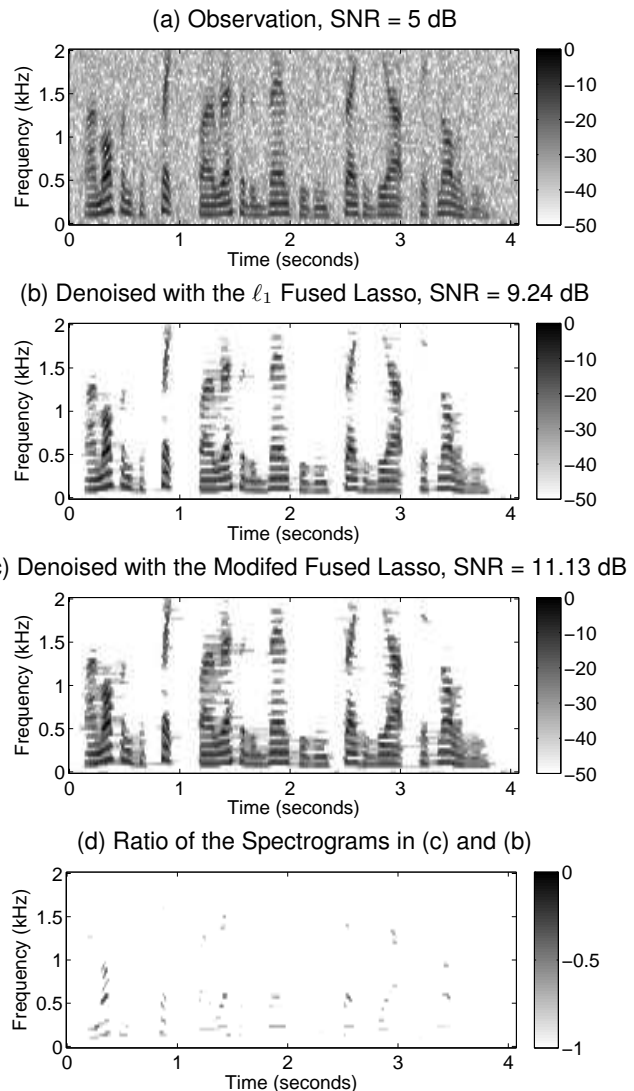 (a) Observation, SNR = 5 dB
Frequency (kHz)
2
1.5
1
0.5
0
0 1 2 3 4
Time (seconds)
0
−10
−20
−30
−40
−50
(b) Denoised with the ℓ1 Fused Lasso, SNR = 9.24 dB
Frequency (kHz)
2
1.5
1
0.5
0
0 1 2 3 4
Time (seconds)
0
−10
−20
−30
−40
−50
c) Denoised with the Modifed Fused Lasso, SNR = 11.13 dB
Frequency (kHz)
2
1.5
1
0.5
0
0 1 2 3 4
Time (seconds)
0
−10
−20
−30
−40
−50
(d) Ratio of the Spectrograms in (c) and (b)
Frequency (kHz)
2
1.5
1
0.5
0
0 1 2 3 4
Time (seconds)
0
−0.5
−1